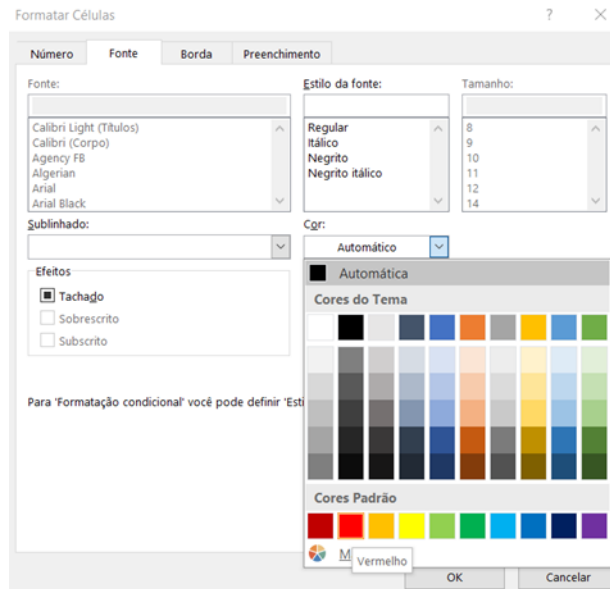 Formatar Células ? ×
Número Fonte Borda Preenchimento
Fonte: Estilo da fonte: Tamanho:
Calibri Light (Títulos) Regular 8
Calibri (Corpo) Itálico 9
Agency FB Negrito 10
Algerian Negrito itálico 11
Arial 12
Arial Black 14
Sublinhado: Cor:
Automático
Efeitos Automática
Tachado Cores do Tema
Sobrescrito
Subscrito
Para 'Formatação condicional' você pode definir 'Esti
Cores Padrão
M Vermelho
OK Cancelar